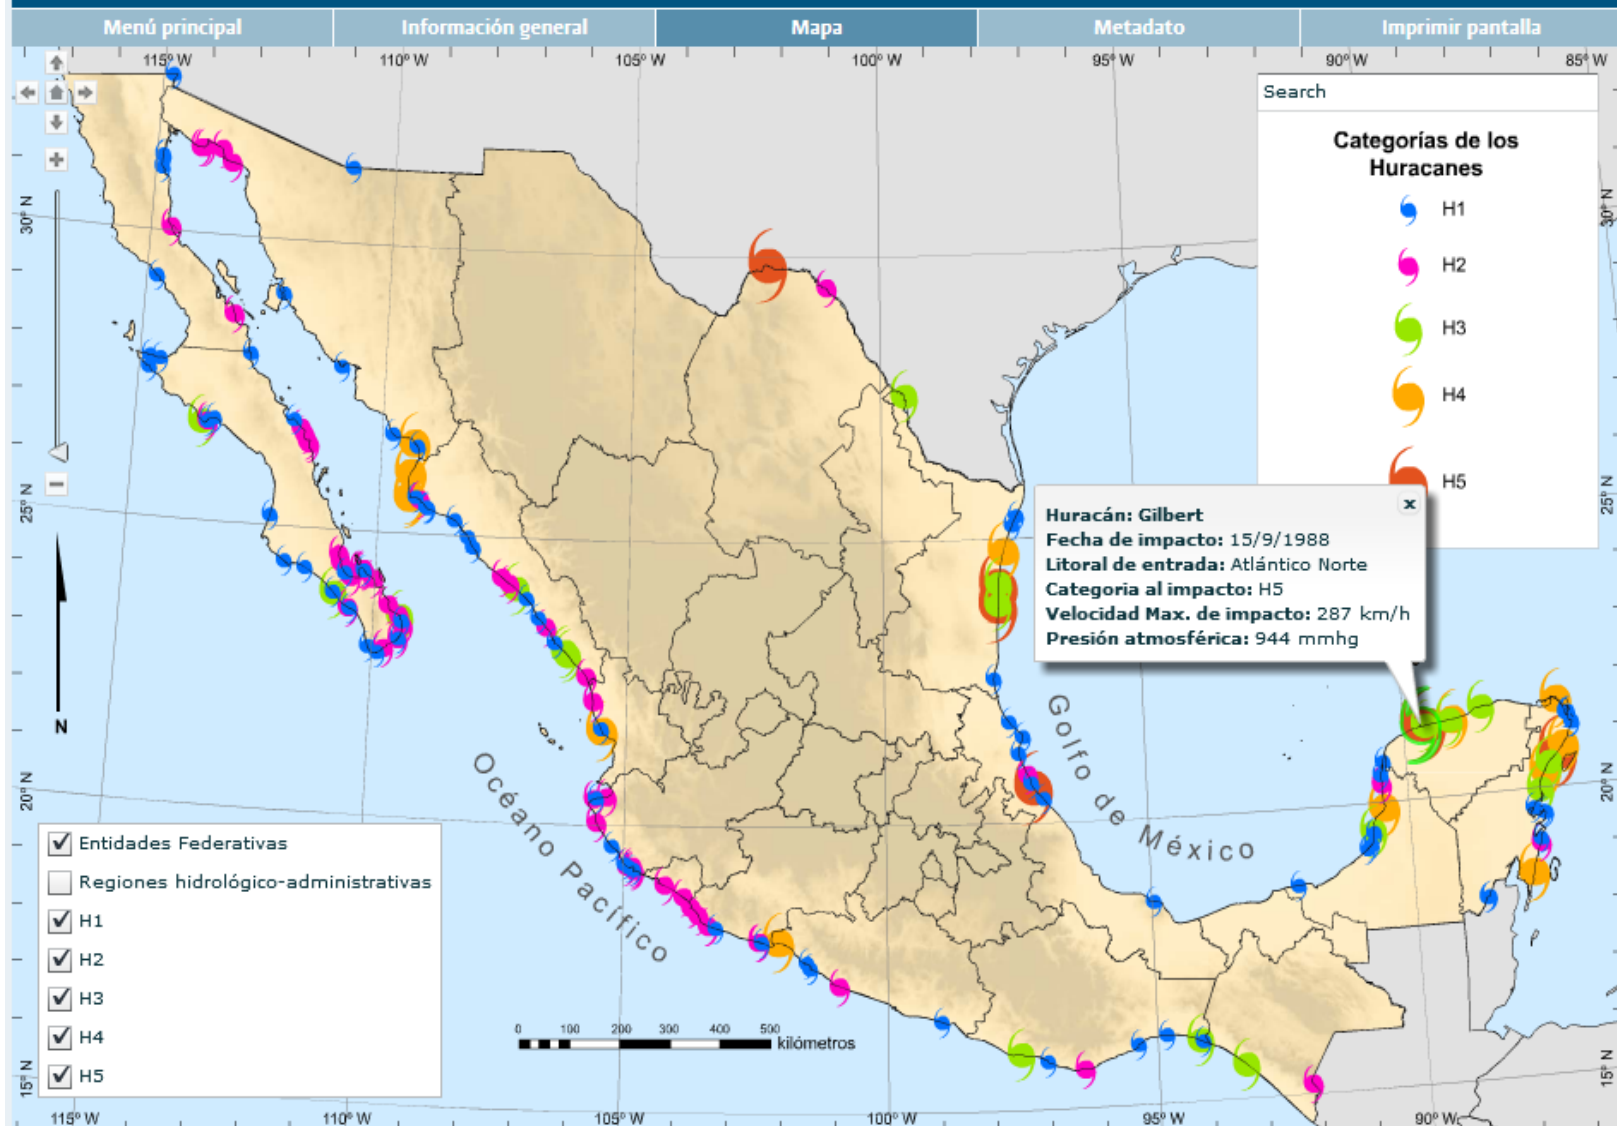 Menú principal
Información general
Mapa
Metadato
Imprimir pantalla
115° W
110° W
105° W
100° W
95° W
90° W
85° W
Search
Categorías de los
Huracanes
H1
H2
H3
H4
H5
30° N
30° N
25° N
25° N
20° N
20° N
15° N
15° N
Huracán: Gilbert
x
Fecha de impacto: 15/9/1988
Litoral de entrada: Atlántico Norte
Categoria al impacto: H5
Velocidad Max. de impacto: 287 km/h
Presión atmosférica: 944 mmhg
N
Golfo de México
Océano Pacífico
Entidades Federativas
Regiones hidrológico-administrativas
H1
H2
H3
H4
H5
0 100 200 300 400 500
kilómetros
115° W
110° W
105° W
100° W
95° W
90° W